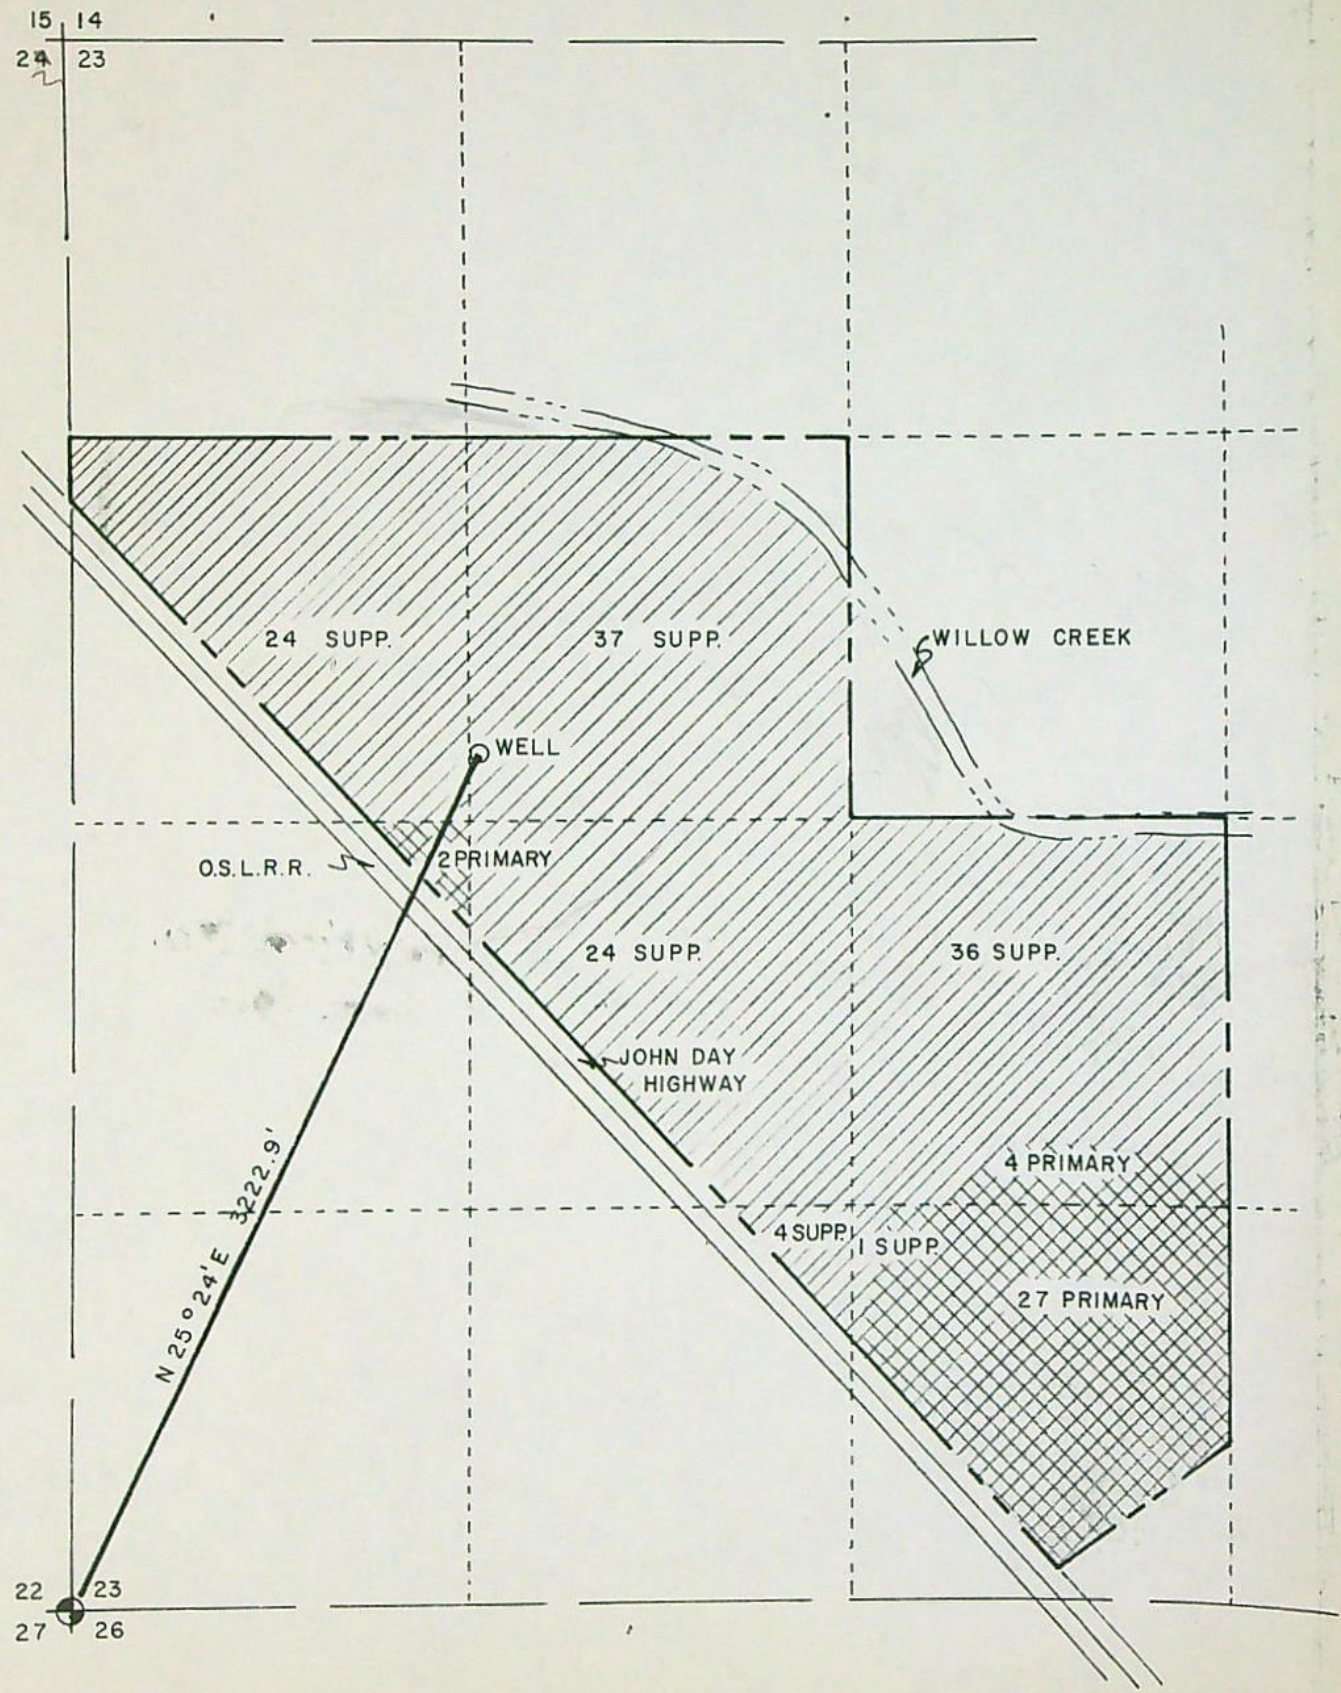 15 14
24 23
24 SUPP.
37 SUPP.
WILLOW CREEK
WELL
2 PRIMARY
O.S.L.R.R.
24 SUPP.
36 SUPP.
JOHN DAY
HIGHWAY
4 PRIMARY
4 SUPP.
1 SUPP.
27 PRIMARY
N 25° 24' E 3222.9'
22 23
27 26